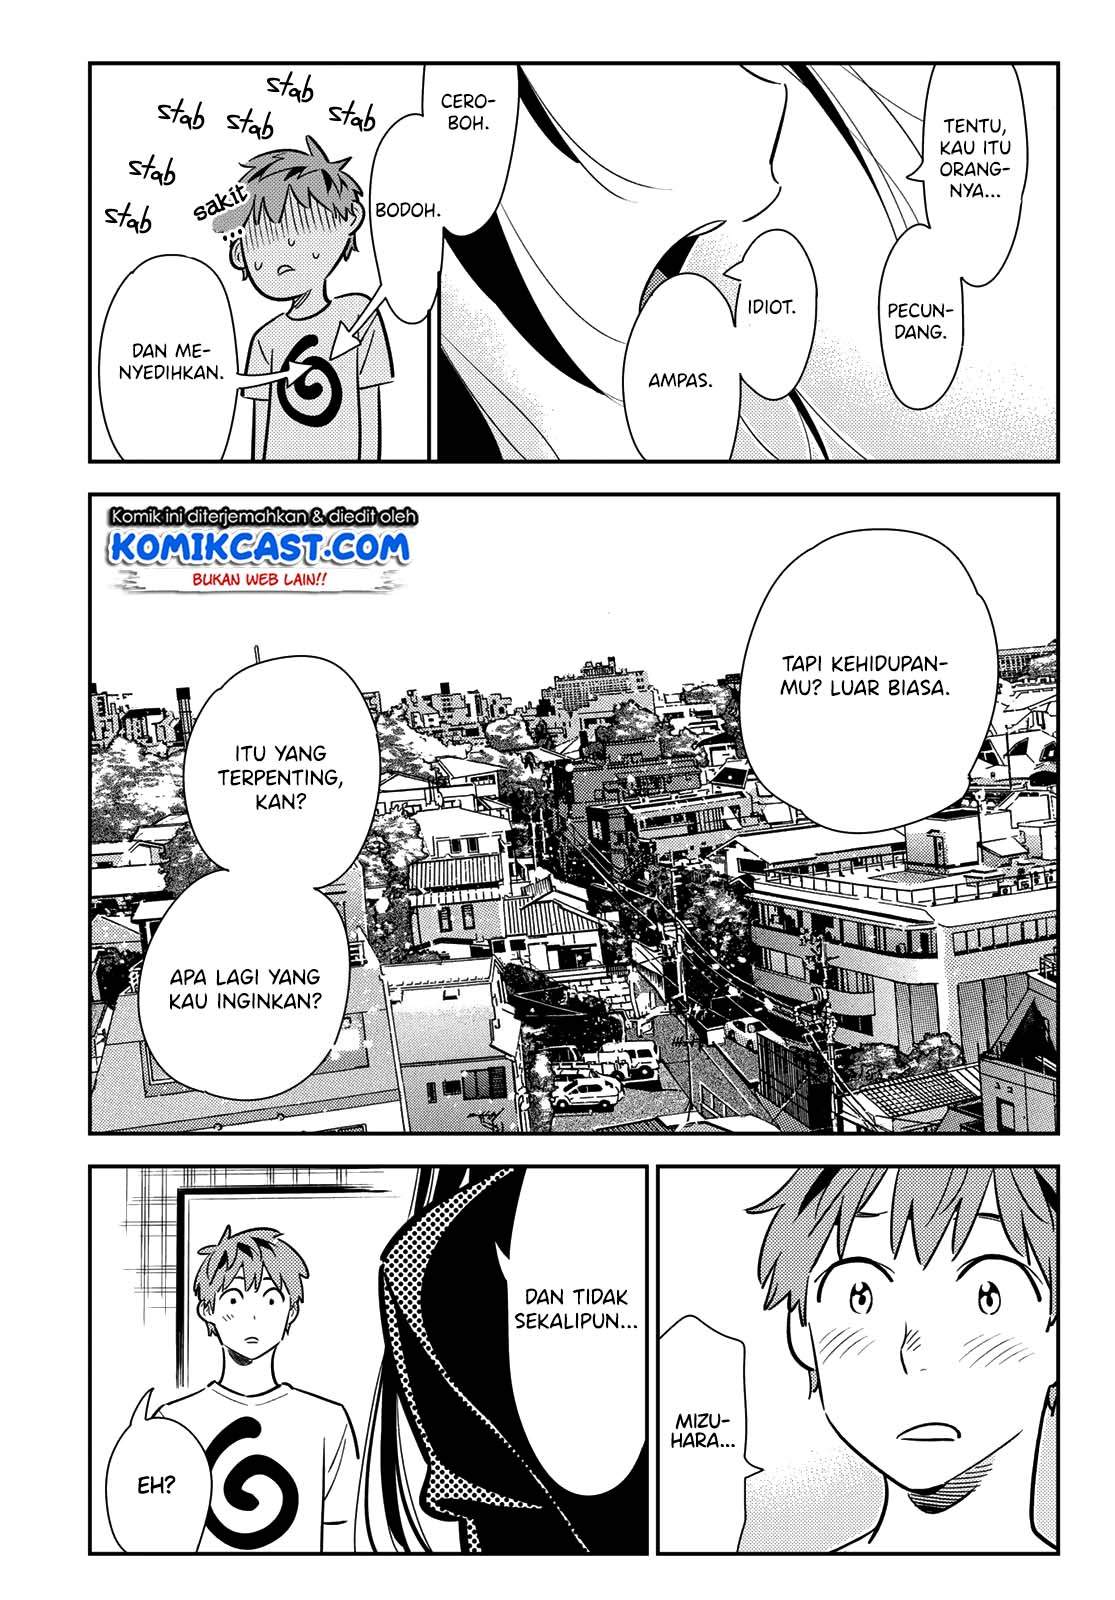 TENTU,
KAU ITU
ORANG-
NYA...
PECUN-
DANG.
IDIOT.
AMPAS.
CERO-
BOH.
BODOH.
DAN ME-
NYEDIHKAN.
stab
stab
stab
stab
stab
stab
sakit
...
Komik ini diterjemahkan & diedit oleh
KOMIKCAST.COM
BUKAN WEB LAIN!!
TAPI KEHIDUPAN-
MU? LUAR BIASA.
ITU YANG
TERPENTING,
KAN?
APA LAGI YANG
KAU INGINKAN?
MIZU-
HARA...
DAN TIDAK
SEKALIPUN...
EH?